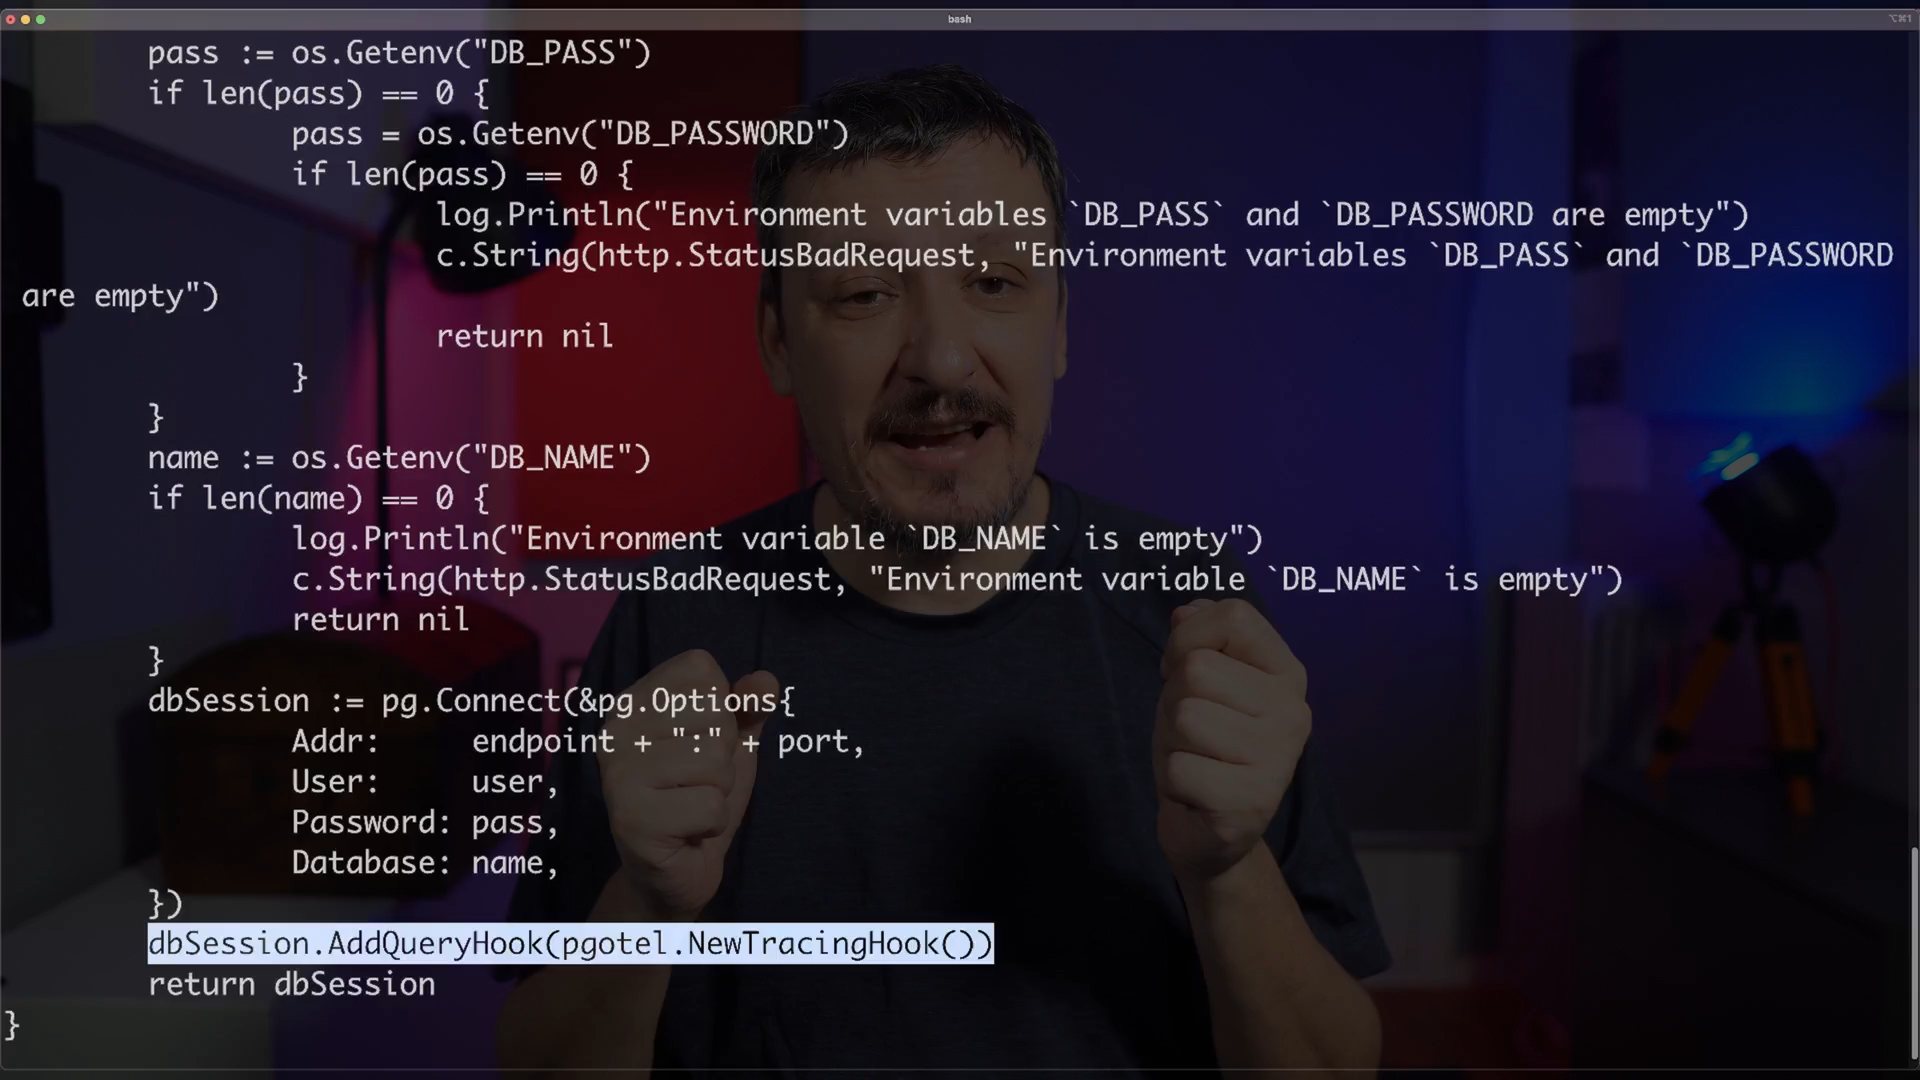 bash
⌥⌘1
pass := os.Getenv("DB_PASS")
if len(pass) == 0 {
pass = os.Getenv("DB_PASSWORD")
if len(pass) == 0 {
log.Println("Environment variables `DB_PASS` and `DB_PASSWORD are empty")
c.String(http.StatusBadRequest, "Environment variables `DB_PASS` and `DB_PASSWORD
are empty")
return nil
}
}
name := os.Getenv("DB_NAME")
if len(name) == 0 {
log.Println("Environment variable `DB_NAME` is empty")
c.String(http.StatusBadRequest, "Environment variable `DB_NAME` is empty")
return nil
}
dbSession := pg.Connect(&pg.Options{
Addr:     endpoint + ":" + port,
User:     user,
Password: pass,
Database: name,
})
dbSession.AddQueryHook(pgotel.NewTracingHook())
return dbSession
}